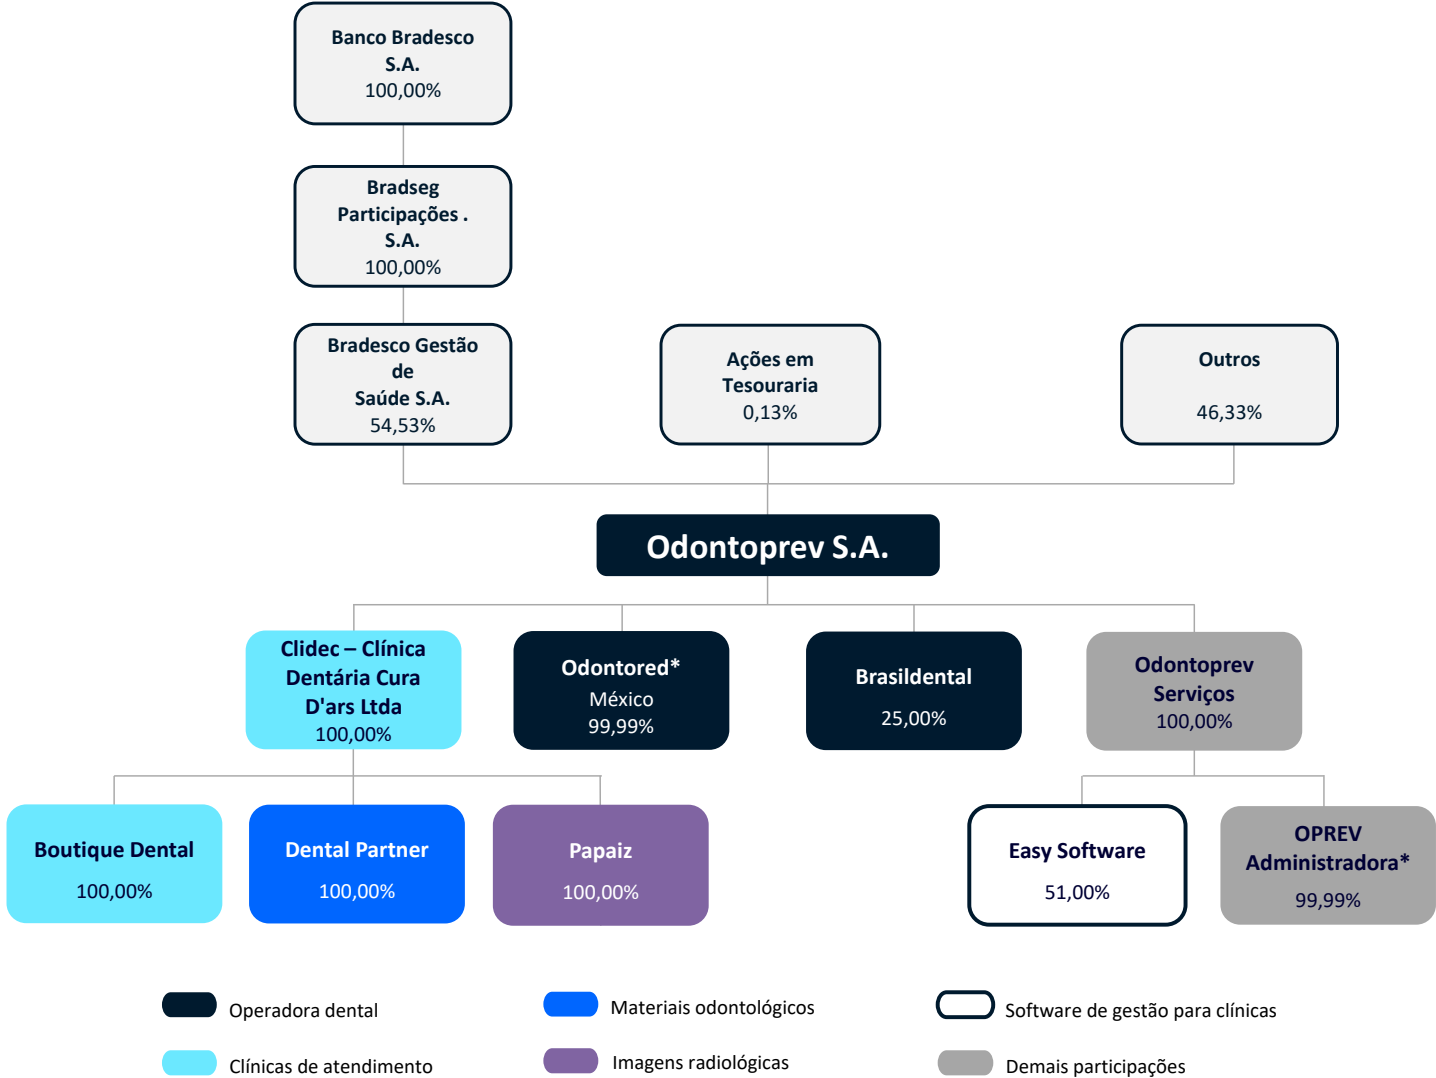 Banco Bradesco
S.A.
100,00%
Bradseg
Participações .
S.A.
100,00%
Bradesco Gestão
de
Saúde S.A.
54,53%
Ações em
Tesouraria
0,13%
Outros
46,33%
Odontoprev S.A.
Clidec – Clínica
Dentária Cura
D'ars Ltda
100,00%
Odontored*
México
99,99%
Brasildental
25,00%
Odontoprev
Serviços
100,00%
Boutique Dental
100,00%
Dental Partner
100,00%
Papaiz
100,00%
Easy Software
51,00%
OPREV
Administradora*
99,99%
Operadora dental
Materiais odontológicos
Software de gestão para clínicas
Clínicas de atendimento
Imagens radiológicas
Demais participações